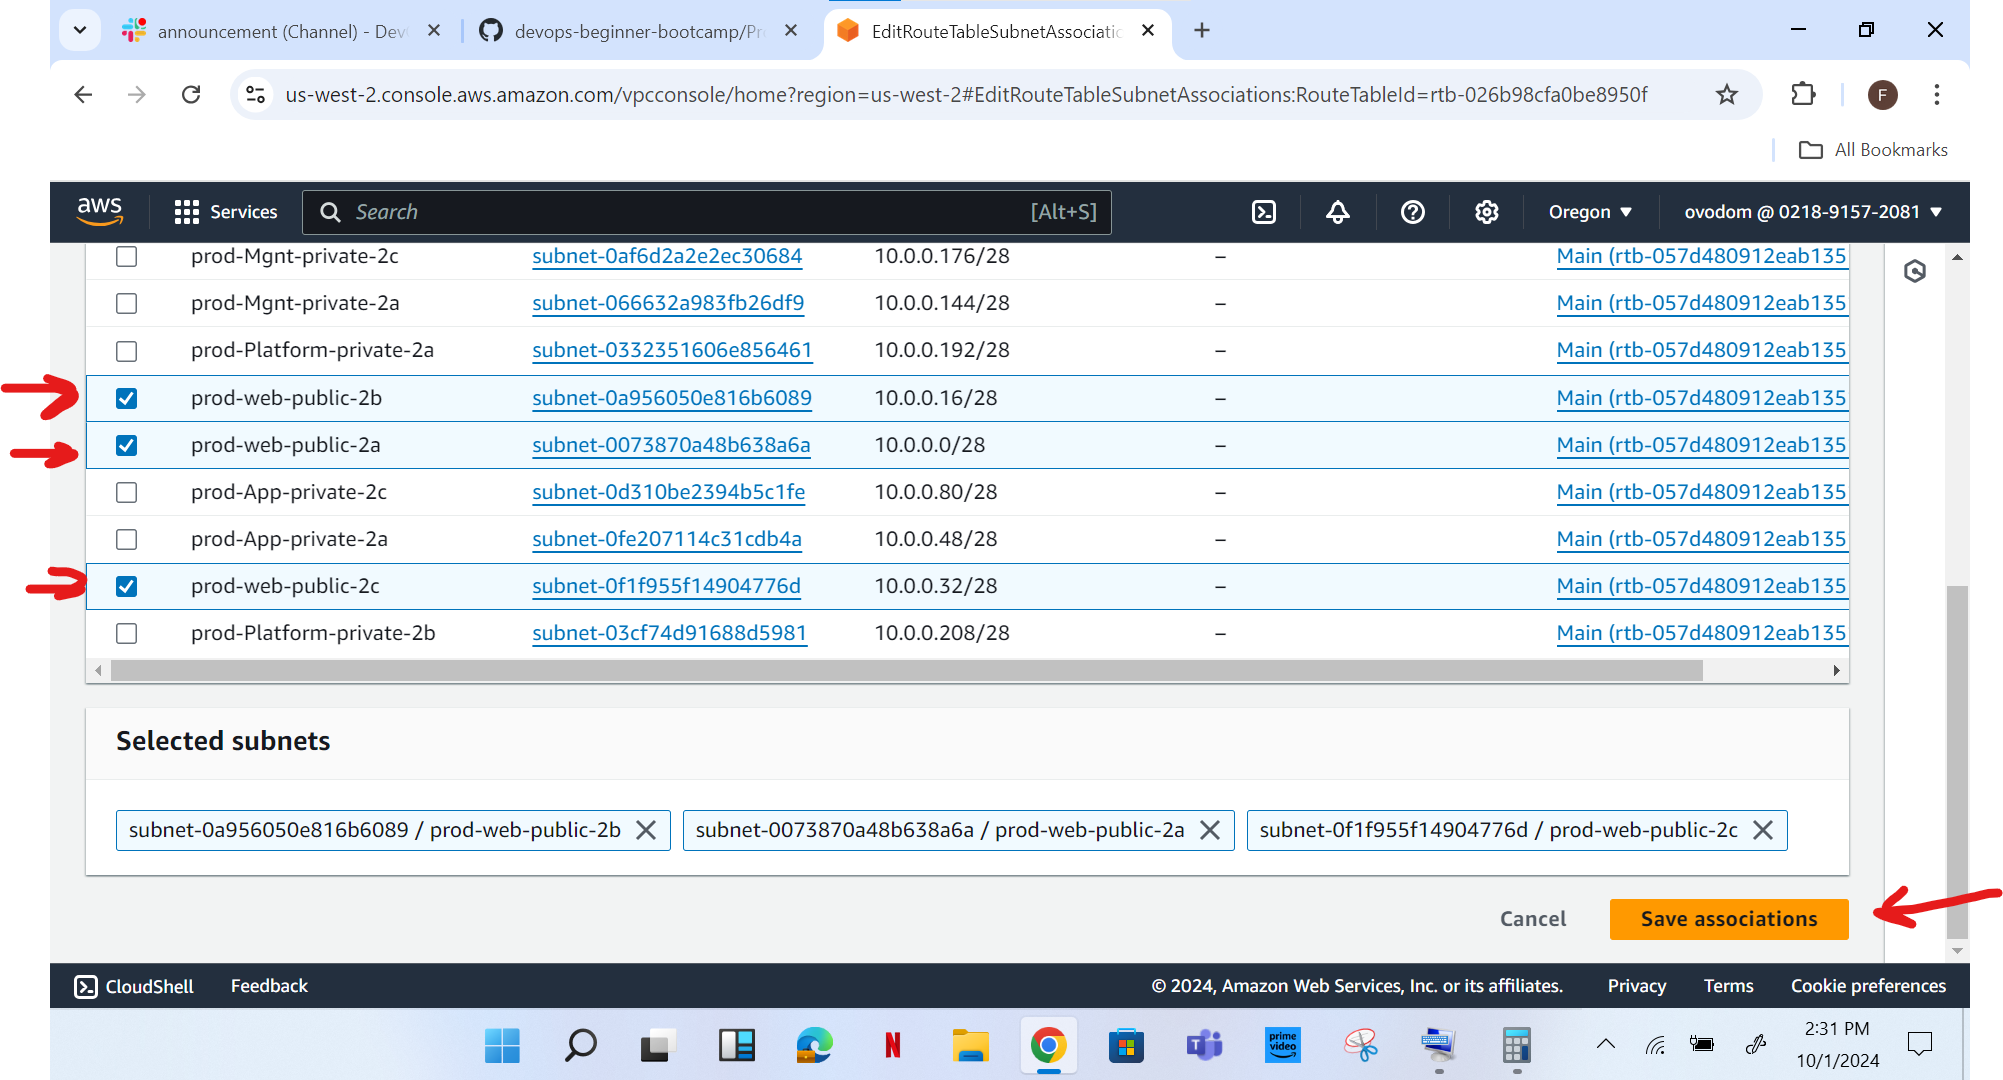 announcement (Channel) - Dev
devops-beginner-bootcamp/Pr
EditRouteTableSubnetAssociatic
us-west-2.console.aws.amazon.com/vpcconsole/home?region=us-west-2#EditRouteTableSubnetAssociations:RouteTableId=rtb-026b98cfa0be8950f
F
All Bookmarks
aws
Services
Search
[Alt+S]
Oregon
ovodom @ 0218-9157-2081
prod-Mgnt-private-2c subnet-0af6d2a2e2ec30684 10.0.0.176/28 – Main (rtb-057d480912eab135
prod-Mgnt-private-2a subnet-066632a983fb26df9 10.0.0.144/28 – Main (rtb-057d480912eab135
prod-Platform-private-2a subnet-0332351606e856461 10.0.0.192/28 – Main (rtb-057d480912eab135
prod-web-public-2b subnet-0a956050e816b6089 10.0.0.16/28 – Main (rtb-057d480912eab135
prod-web-public-2a subnet-0073870a48b638a6a 10.0.0.0/28 – Main (rtb-057d480912eab135
prod-App-private-2c subnet-0d310be2394b5c1fe 10.0.0.80/28 – Main (rtb-057d480912eab135
prod-App-private-2a subnet-0fe207114c31cdb4a 10.0.0.48/28 – Main (rtb-057d480912eab135
prod-web-public-2c subnet-0f1f955f14904776d 10.0.0.32/28 – Main (rtb-057d480912eab135
prod-Platform-private-2b subnet-03cf74d91688d5981 10.0.0.208/28 – Main (rtb-057d480912eab135
Selected subnets
subnet-0a956050e816b6089 / prod-web-public-2b
subnet-0073870a48b638a6a / prod-web-public-2a
subnet-0f1f955f14904776d / prod-web-public-2c
Cancel
Save associations
CloudShell
Feedback
© 2024, Amazon Web Services, Inc. or its affiliates.
Privacy
Terms
Cookie preferences
N
T
prime
video
2:31 PM
10/1/2024